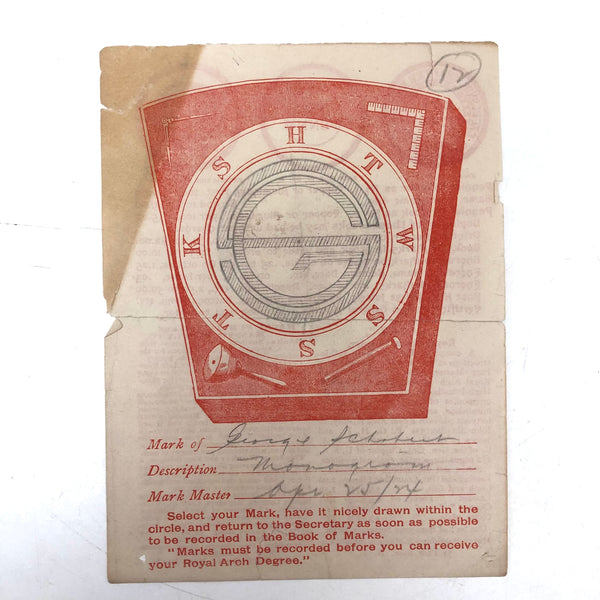 12
H T W S S T K S
Mark of George Schobert
Description Monogram
Mark Master Apr. 25/24
Select your Mark, have it nicely drawn within the
circle, and return to the Secretary as soon as possible
to be recorded in the Book of Marks.
"Marks must be recorded before you can receive
your Royal Arch Degree."